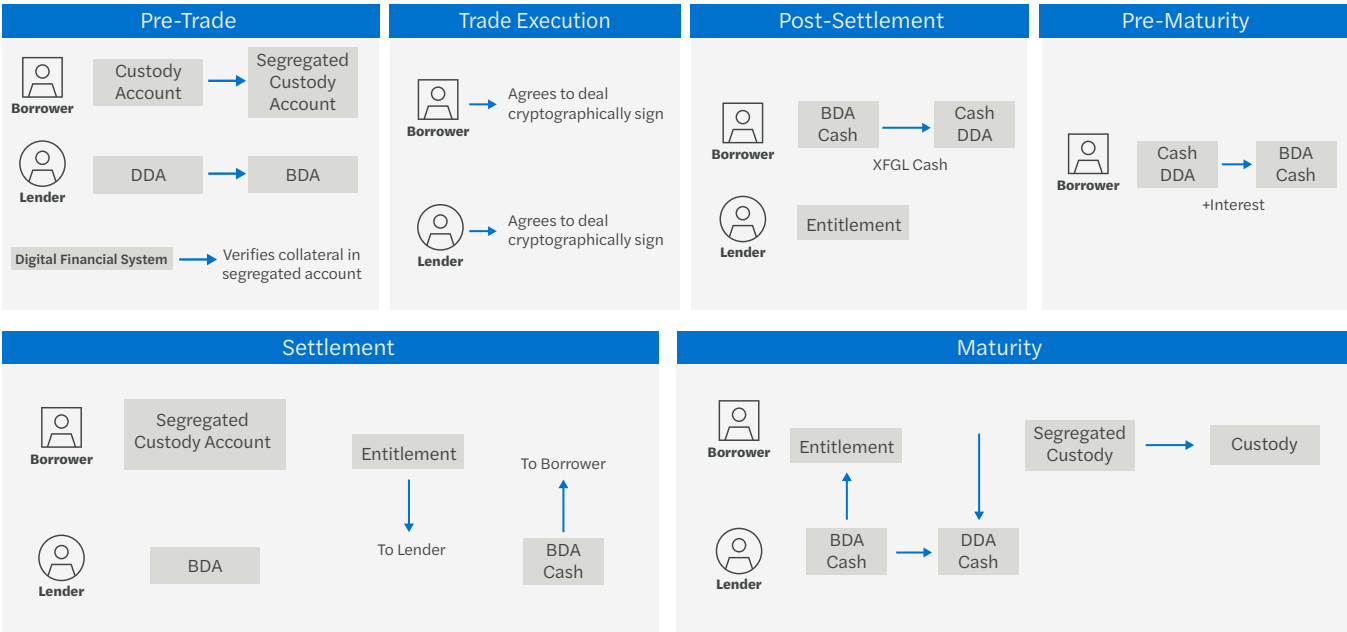 Pre-Trade
Borrower
Custody
Account
Segregated
Custody
Account
Lender
DDA
BDA
Digital Financial System
Verifies collateral in
segregated account
Trade Execution
Borrower
Agrees to deal
cryptographically sign
Lender
Agrees to deal
cryptographically sign
Post-Settlement
Borrower
BDA
Cash
Cash
DDA
XFGL Cash
Lender
Entitlement
Pre-Maturity
Borrower
Cash
DDA
BDA
Cash
+Interest
Settlement
Borrower
Segregated
Custody Account
Entitlement
To Lender
To Borrower
BDA
Cash
Lender
BDA
Maturity
Borrower
Entitlement
Segregated
Custody
Custody
Lender
BDA
Cash
DDA
Cash